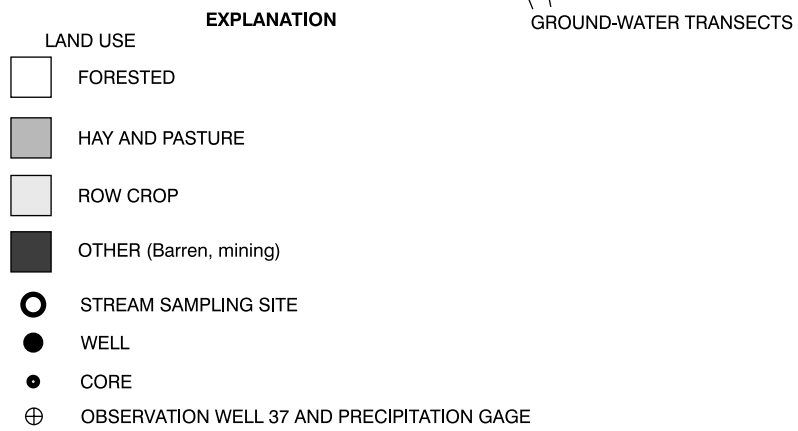 EXPLANATION
GROUND-WATER TRANSECTS
LAND USE
FORESTED
HAY AND PASTURE
ROW CROP
OTHER (Barren, mining)
STREAM SAMPLING SITE
WELL
CORE
OBSERVATION WELL 37 AND PRECIPITATION GAGE